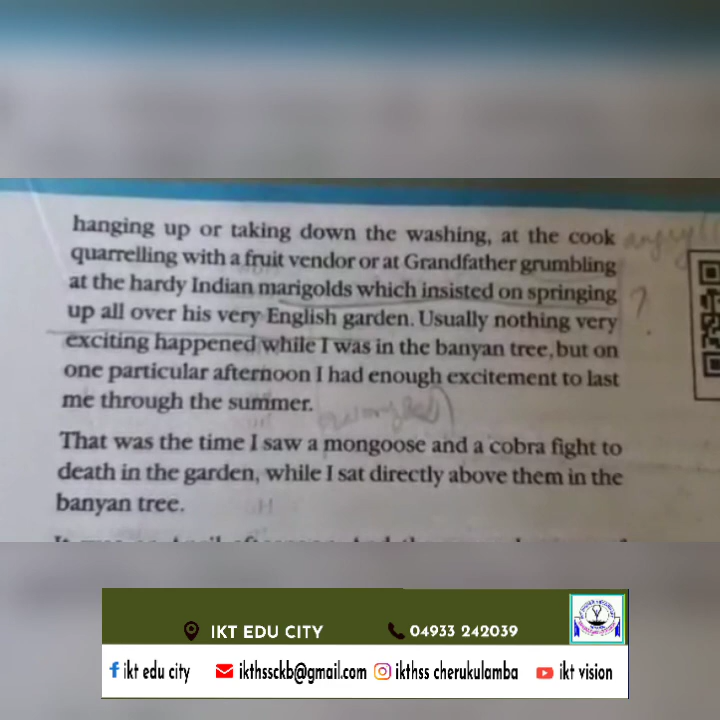 hanging up or taking down the washing, at the cook
quarrelling with a fruit vendor or at Grandfather grumbling
at the hardy Indian marigolds which insisted on springing
up all over his very English garden. Usually nothing very
exciting happened while I was in the banyan tree, but on
one particular afternoon I had enough excitement to last
me through the summer.
That was the time I saw a mongoose and a cobra fight to
death in the garden, while I sat directly above them in the
banyan tree.
IKT EDU CITY 04933 242039
ikt edu city ikthssckb@gmail.com ikthss cherukulamba ikt vision